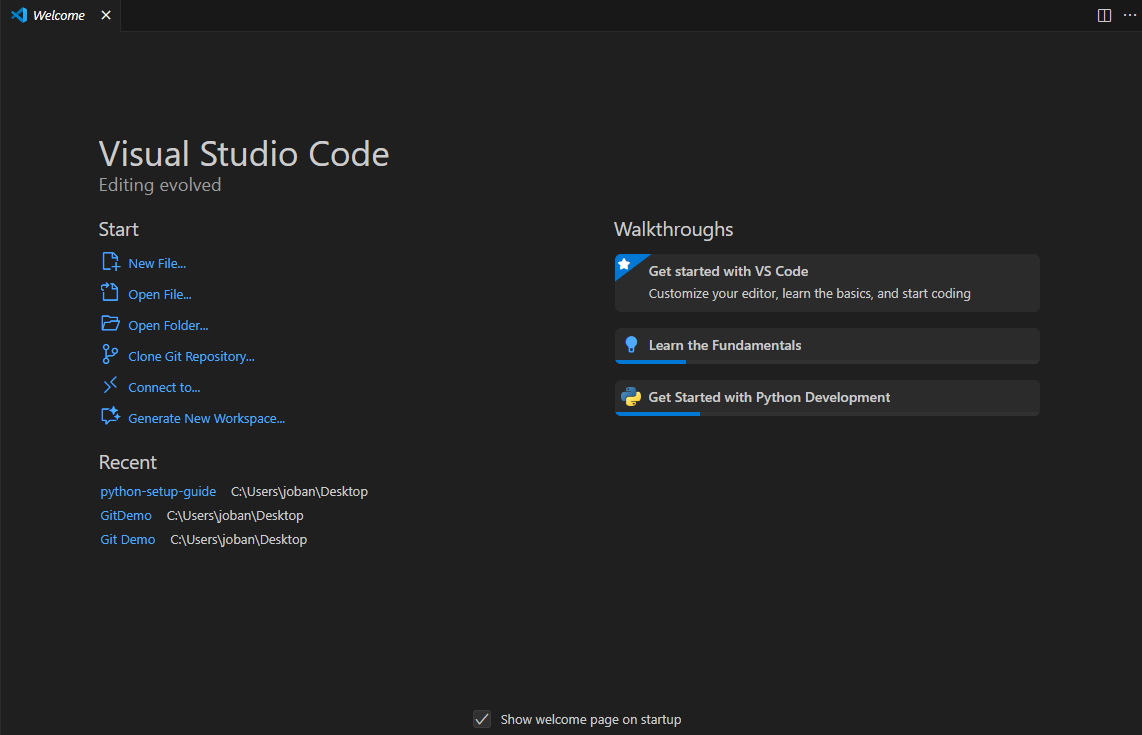 Welcome
Visual Studio Code
Editing evolved
Start
New File...
Open File...
Open Folder...
Clone Git Repository...
Connect to...
Generate New Workspace...
Recent
python-setup-guide C:\Users\joban\Desktop
GitDemo C:\Users\joban\Desktop
Git Demo C:\Users\joban\Desktop
Walkthroughs
Get started with VS Code
Customize your editor, learn the basics, and start coding
Learn the Fundamentals
Get Started with Python Development
Show welcome page on startup